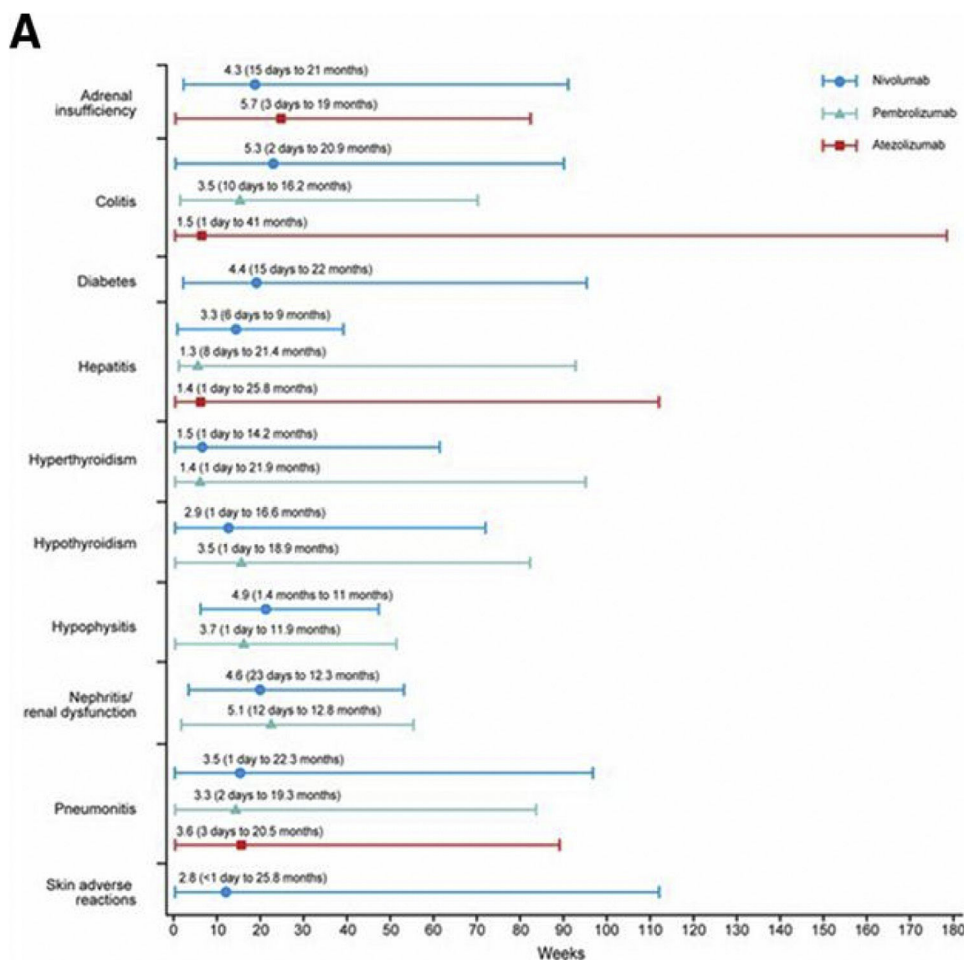 A
4.3 (15 days to 21 months)
Adrenal
insufficiency
5.7 (3 days to 19 months)
5.3 (2 days to 20.9 months)
Colitis
3.5 (10 days to 16.2 months)
1.5 (1 day to 41 months)
Diabetes
4.4 (15 days to 22 months)
3.3 (6 days to 9 months)
Hepatitis
1.3 (8 days to 21.4 months)
1.4 (1 day to 25.8 months)
1.5 (1 day to 14.2 months)
Hyperthyroidism
1.4 (1 day to 21.9 months)
2.9 (1 day to 16.6 months)
Hypothyroidism
3.5 (1 day to 18.9 months)
4.9 (1.4 months to 11 months)
Hypophysitis
3.7 (1 day to 11.9 months)
4.6 (23 days to 12.3 months)
Nephritis/
renal dysfunction
5.1 (12 days to 12.8 months)
3.5 (1 day to 22.3 months)
Pneumonitis
3.3 (2 days to 19.3 months)
3.6 (3 days to 20.5 months)
2.8 (<1 day to 25.8 months)
Skin adverse
reactions
Nivolumab
Pembrolizumab
Atezolizumab
0 10 20 30 40 50 60 70 80 90 100 110 120 130 140 150 160 170 180
Weeks